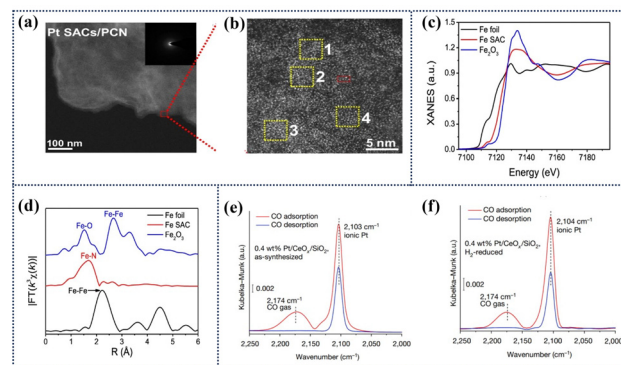 (a)
Pt SACs/PCN
100 nm
(b)
1
2
3
4
5 nm
(c)
XANES (a.u.)
Fe foil
Fe SAC
Fe₂O₃
7100 7120 7140 7160 7180
Energy (eV)
(d)
|FT(k³χ(k))|
Fe-O
Fe-Fe
Fe foil
Fe SAC
Fe₂O₃
Fe-N
Fe-Fe
0 1 2 3 4 5 6
R (Å)
(e)
Kubelka–Munk (a.u.)
CO adsorption
CO desorption
2,103 cm⁻¹
ionic Pt
0.4 wt% Pt/CeOₓ/SiO₂,
as-synthesized
0.002
2,174 cm⁻¹
CO gas
2,250 2,200 2,150 2,100 2,050 2,000
Wavenumber (cm⁻¹)
(f)
Kubelka–Munk (a.u.)
CO adsorption
CO desorption
2,104 cm⁻¹
ionic Pt
0.4 wt% Pt/CeOₓ/SiO₂,
H₂-reduced
0.002
2,174 cm⁻¹
CO gas
2,250 2,200 2,150 2,100 2,050 2,000
Wavenumber (cm⁻¹)